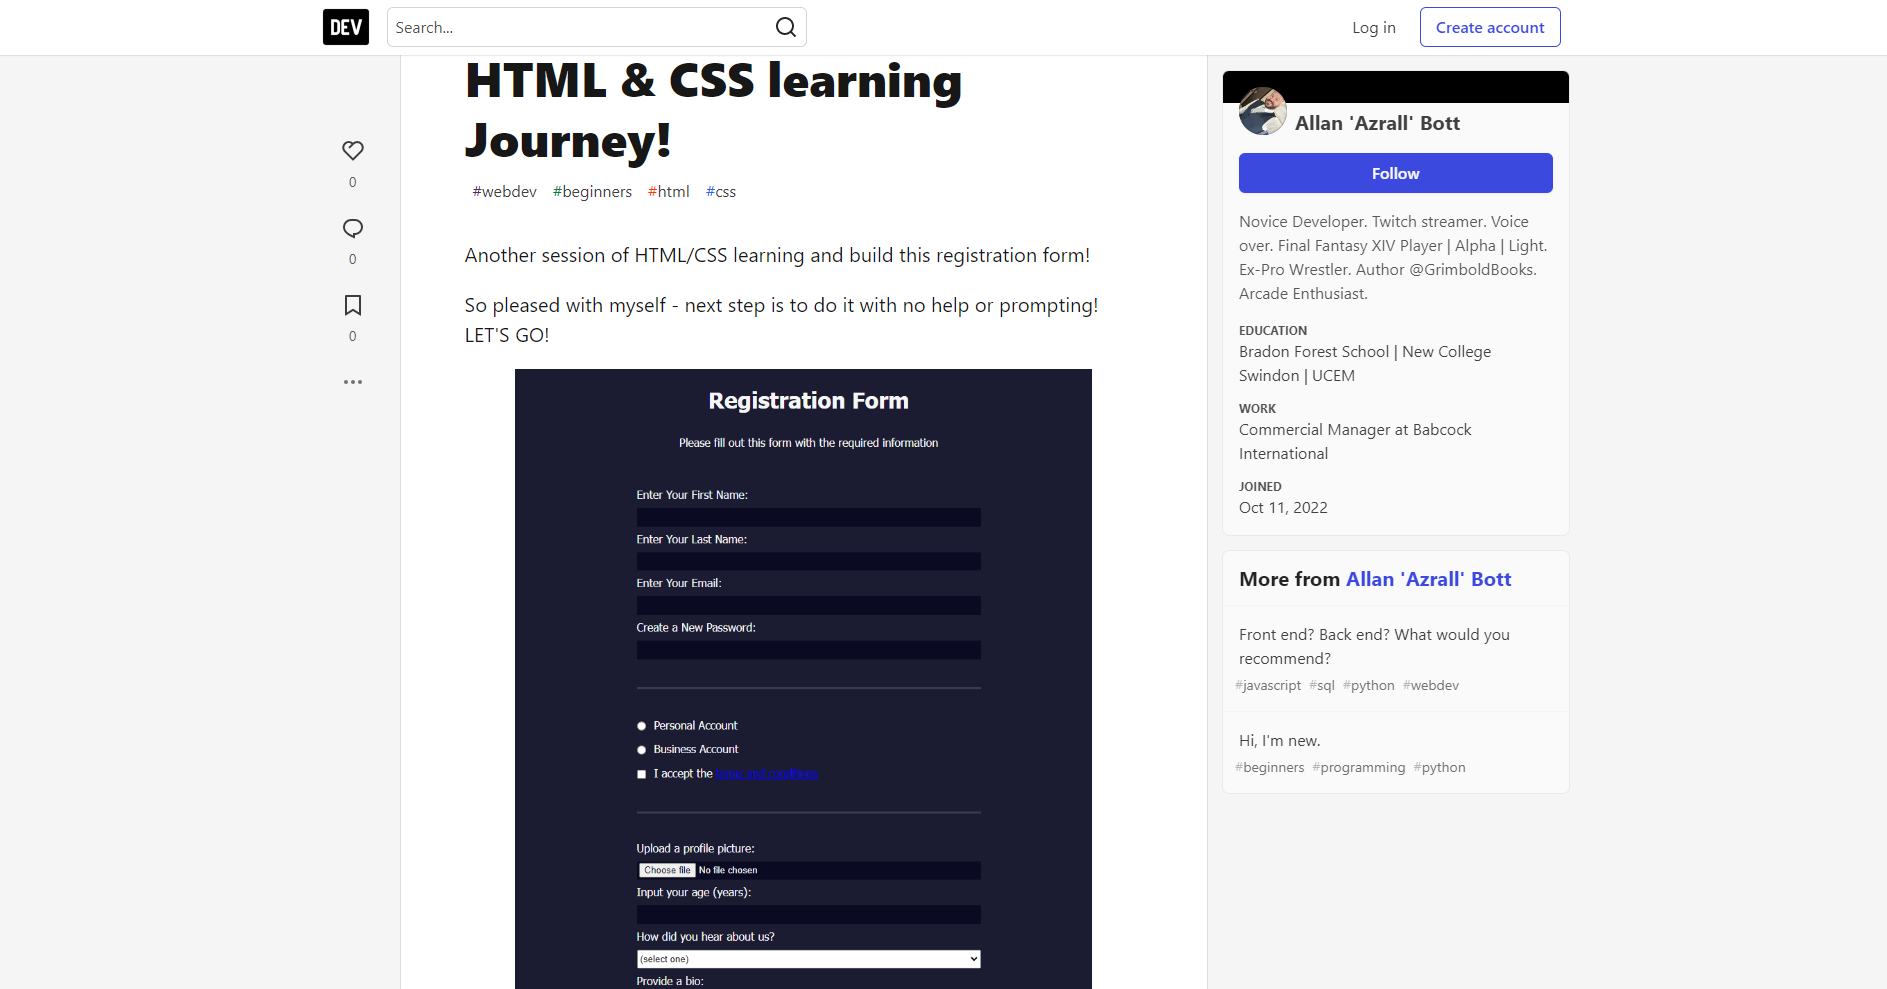 DEV
Search...
Log in
Create account
HTML & CSS learning
Journey!
#webdev #beginners #html #css
0
0
0
Another session of HTML/CSS learning and build this registration form!
So pleased with myself - next step is to do it with no help or prompting!
LET'S GO!
Registration Form
Please fill out this form with the required information
Enter Your First Name:
Enter Your Last Name:
Enter Your Email:
Create a New Password:
Personal Account
Business Account
I accept the terms and conditions
Upload a profile picture:
Choose file No file chosen
Input your age (years):
How did you hear about us?
(select one)
Provide a bio:
Allan 'Azrall' Bott
Follow
Novice Developer. Twitch streamer. Voice
over. Final Fantasy XIV Player | Alpha | Light.
Ex-Pro Wrestler. Author @GrimboldBooks.
Arcade Enthusiast.
EDUCATION
Bradon Forest School | New College
Swindon | UCEM
WORK
Commercial Manager at Babcock
International
JOINED
Oct 11, 2022
More from Allan 'Azrall' Bott
Front end? Back end? What would you
recommend?
#javascript #sql #python #webdev
Hi, I'm new.
#beginners #programming #python